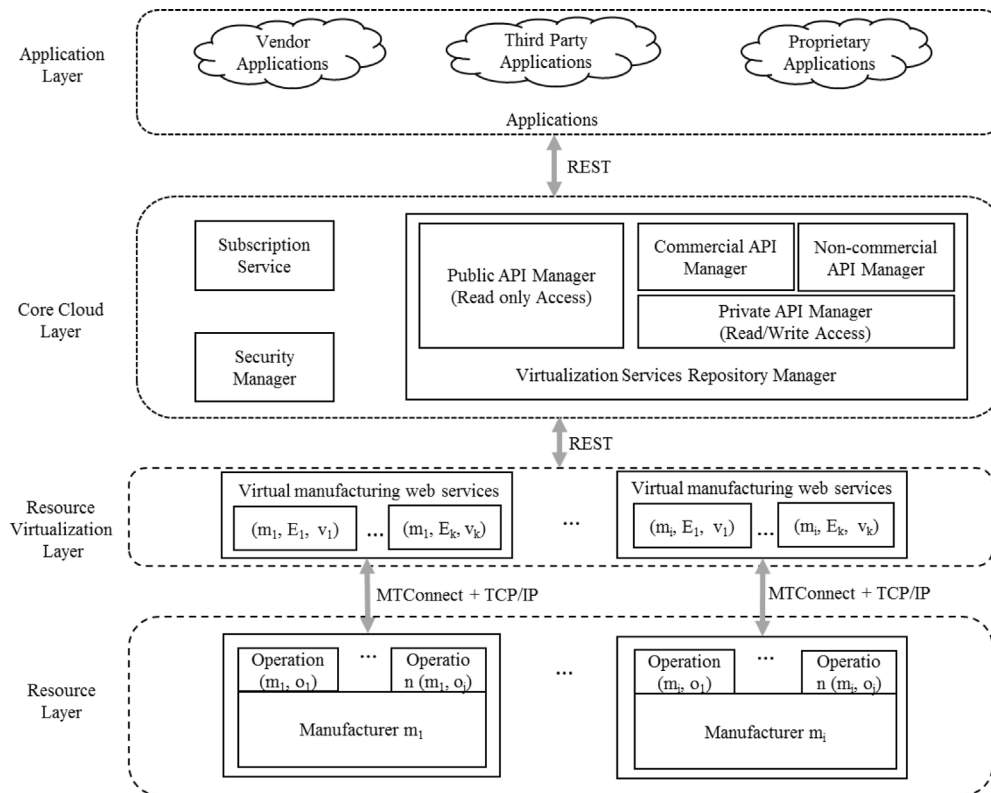 Application
Layer
Vendor
Applications
Third Party
Applications
Proprietary
Applications
Applications
REST
Core Cloud
Layer
Subscription
Service
Security
Manager
Public API Manager
(Read only Access)
Commercial API
Manager
Non-commercial
API Manager
Private API Manager
(Read/Write Access)
Virtualization Services Repository Manager
REST
Resource
Virtualization
Layer
Virtual manufacturing web services
(m₁, E₁, v₁)
...
(m₁, Eₖ, vₖ)
...
Virtual manufacturing web services
(mᵢ, E₁, v₁)
...
(mᵢ, Eₖ, vₖ)
MTConnect + TCP/IP
MTConnect + TCP/IP
Resource
Layer
Operation
(m₁, o₁)
...
Operatio
n (m₁, oⱼ)
Manufacturer m₁
...
Operation
(mᵢ, o₁)
...
Operatio
n (mᵢ, oⱼ)
Manufacturer mᵢ